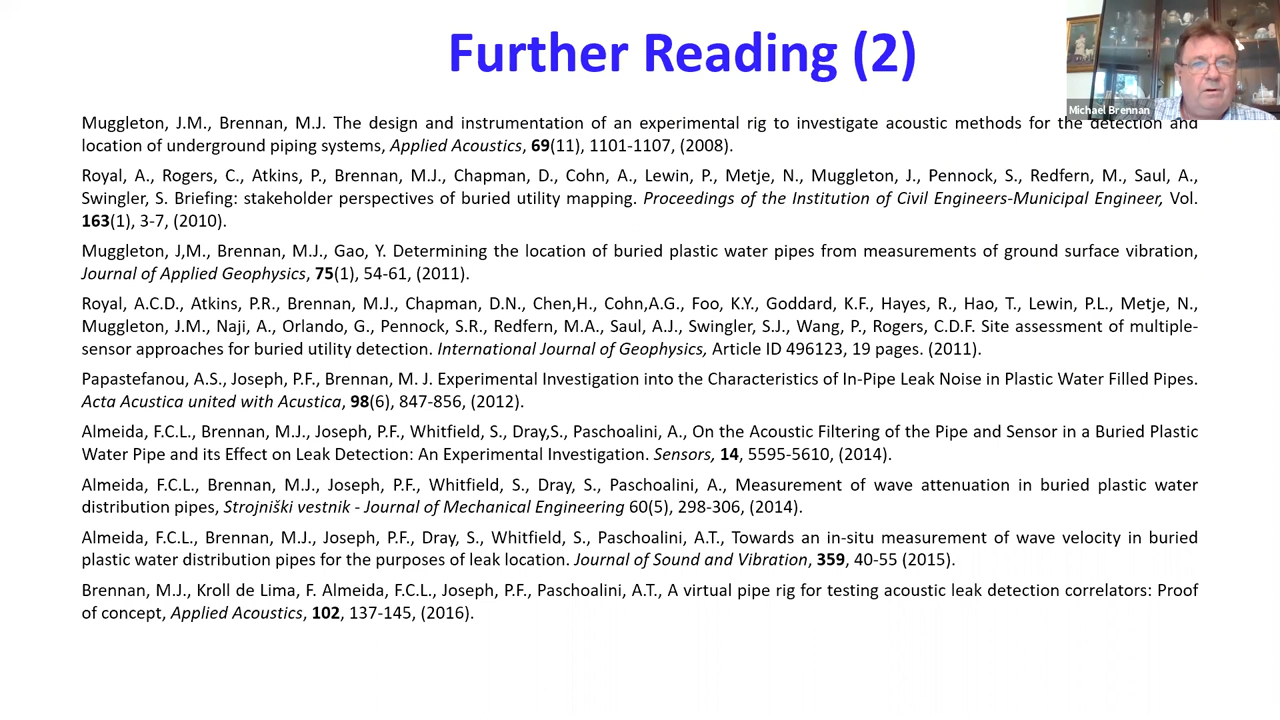 Further Reading (2)
Michael Brennan
Muggleton, J.M., Brennan, M.J. The design and instrumentation of an experimental rig to investigate acoustic methods for the detection and
location of underground piping systems, Applied Acoustics, 69(11), 1101-1107, (2008).
Royal, A., Rogers, C., Atkins, P., Brennan, M.J., Chapman, D., Cohn, A., Lewin, P., Metje, N., Muggleton, J., Pennock, S., Redfern, M., Saul, A.,
Swingler, S. Briefing: stakeholder perspectives of buried utility mapping. Proceedings of the Institution of Civil Engineers-Municipal Engineer, Vol.
163(1), 3-7, (2010).
Muggleton, J,M., Brennan, M.J., Gao, Y. Determining the location of buried plastic water pipes from measurements of ground surface vibration,
Journal of Applied Geophysics, 75(1), 54-61, (2011).
Royal, A.C.D., Atkins, P.R., Brennan, M.J., Chapman, D.N., Chen,H., Cohn,A.G., Foo, K.Y., Goddard, K.F., Hayes, R., Hao, T., Lewin, P.L., Metje, N.,
Muggleton, J.M., Naji, A., Orlando, G., Pennock, S.R., Redfern, M.A., Saul, A.J., Swingler, S.J., Wang, P., Rogers, C.D.F. Site assessment of multiple-
sensor approaches for buried utility detection. International Journal of Geophysics, Article ID 496123, 19 pages. (2011).
Papastefanou, A.S., Joseph, P.F., Brennan, M. J. Experimental Investigation into the Characteristics of In-Pipe Leak Noise in Plastic Water Filled Pipes.
Acta Acustica united with Acustica, 98(6), 847-856, (2012).
Almeida, F.C.L., Brennan, M.J., Joseph, P.F., Whitfield, S., Dray,S., Paschoalini, A., On the Acoustic Filtering of the Pipe and Sensor in a Buried Plastic
Water Pipe and its Effect on Leak Detection: An Experimental Investigation. Sensors, 14, 5595-5610, (2014).
Almeida, F.C.L., Brennan, M.J., Joseph, P.F., Whitfield, S., Dray, S., Paschoalini, A., Measurement of wave attenuation in buried plastic water
distribution pipes, Strojniški vestnik - Journal of Mechanical Engineering 60(5), 298-306, (2014).
Almeida, F.C.L., Brennan, M.J., Joseph, P.F., Dray, S., Whitfield, S., Paschoalini, A.T., Towards an in-situ measurement of wave velocity in buried
plastic water distribution pipes for the purposes of leak location. Journal of Sound and Vibration, 359, 40-55 (2015).
Brennan, M.J., Kroll de Lima, F. Almeida, F.C.L., Joseph, P.F., Paschoalini, A.T., A virtual pipe rig for testing acoustic leak detection correlators: Proof
of concept, Applied Acoustics, 102, 137-145, (2016).